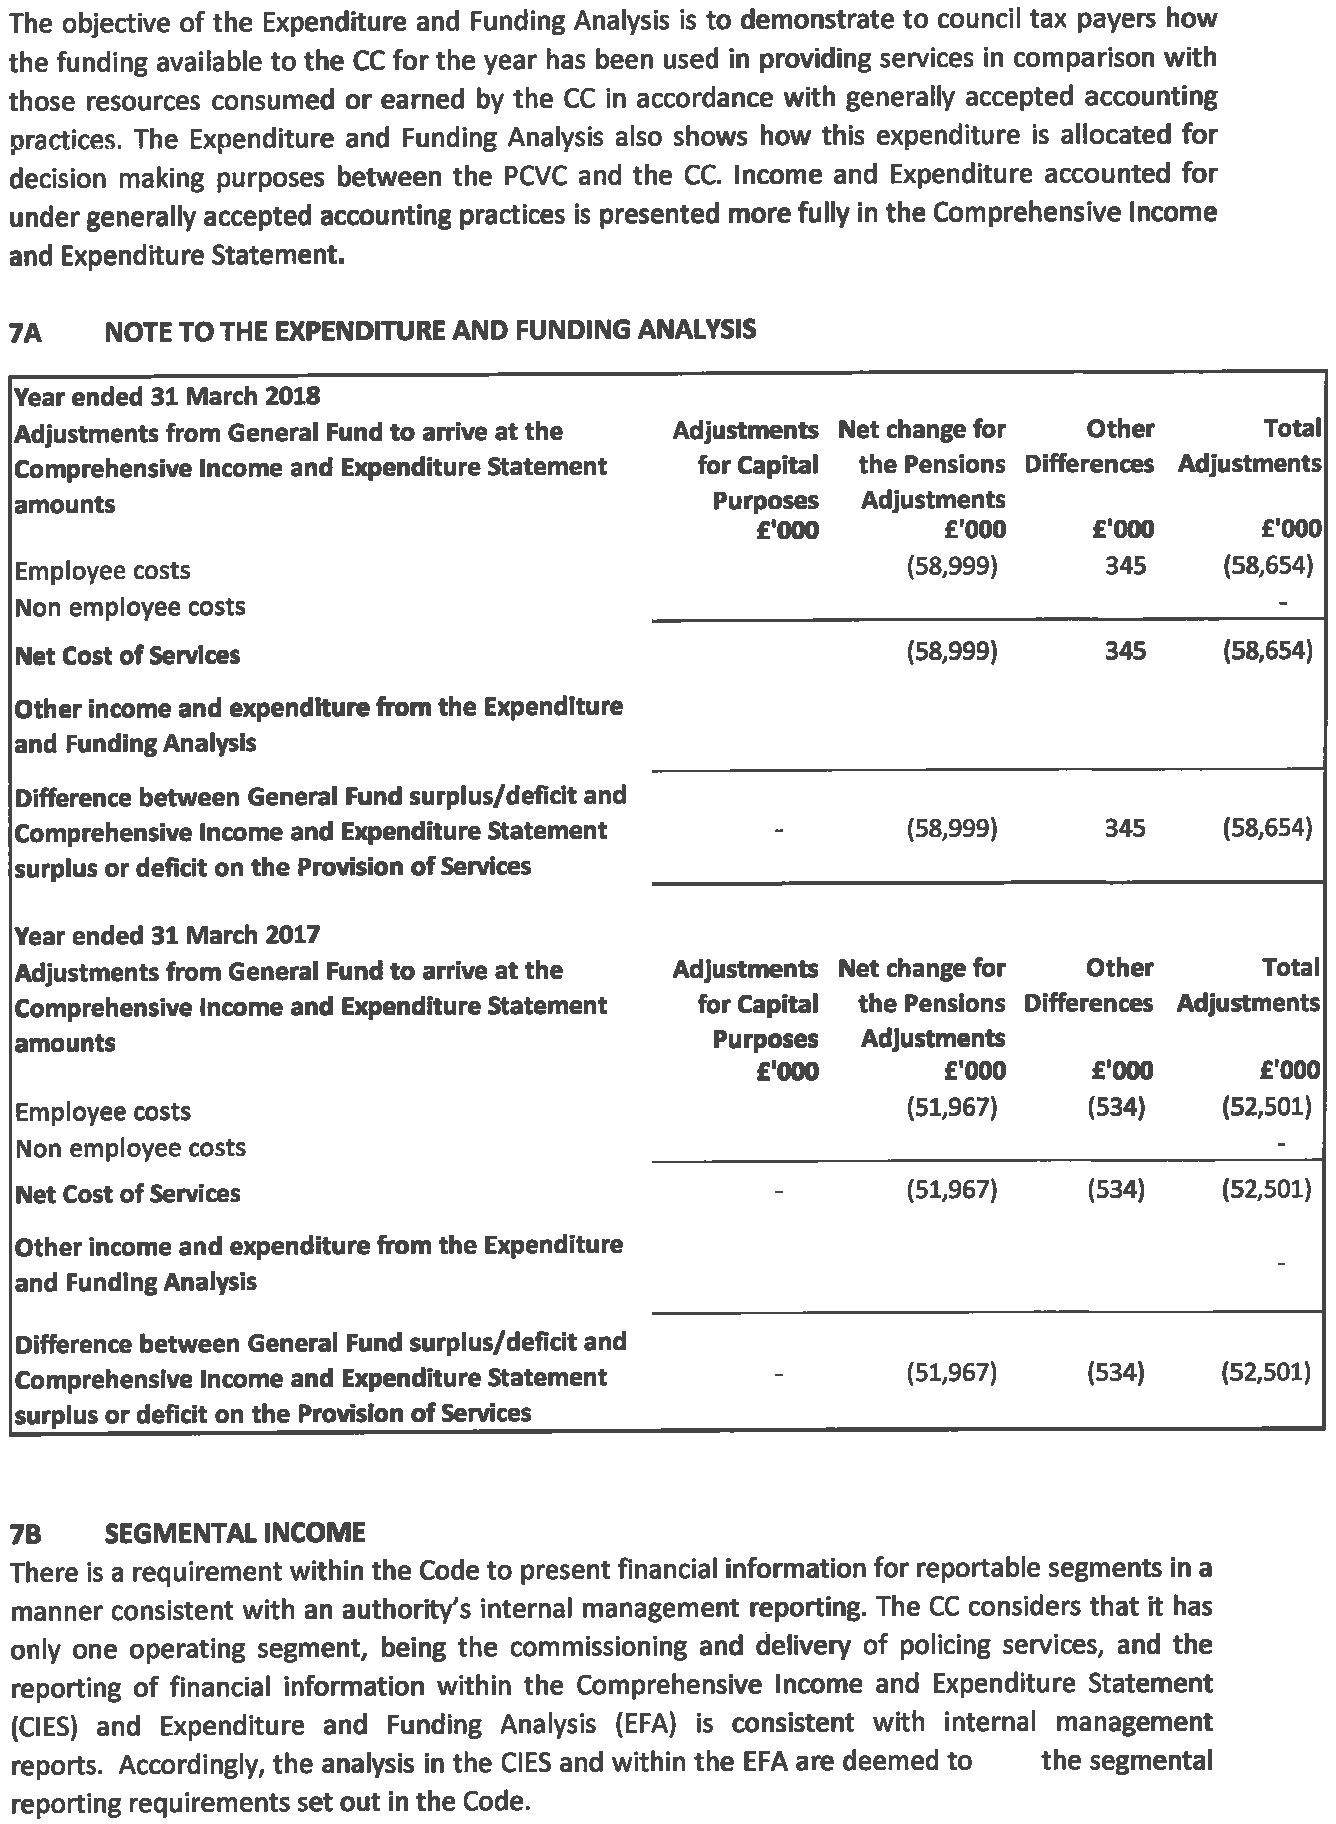 The objective of the Expenditure and Funding Analysis is to demonstrate to council tax payers how
the funding available to the CC for the year has been used in providing services in comparison with
those resources consumed or earned by the CC in accordance with generally accepted accounting
practices. The Expenditure and Funding Analysis also shows how this expenditure is allocated for
decision making purposes between the PCVC and the CC. Income and Expenditure accounted for
under generally accepted accounting practices is presented more fully in the Comprehensive Income
and Expenditure Statement.
7A NOTE TO THE EXPENDITURE AND FUNDING ANALYSIS
Year ended 31 March 2018
Adjustments from General Fund to arrive at the Adjustments Net change for Other Total
Comprehensive Income and Expenditure Statement for Capital the Pensions Differences Adjustments
amounts Purposes Adjustments
£'000 £'000 £'000 £'000
Employee costs (58,999) 345 (58,654)
Non employee costs -
Net Cost of Services (58,999) 345 (58,654)
Other income and expenditure from the Expenditure
and Funding Analysis
Difference between General Fund surplus/deficit and
Comprehensive Income and Expenditure Statement - (58,999) 345 (58,654)
surplus or deficit on the Provision of Services
Year ended 31 March 2017
Adjustments from General Fund to arrive at the Adjustments Net change for Other Total
Comprehensive Income and Expenditure Statement for Capital the Pensions Differences Adjustments
amounts Purposes Adjustments
£'000 £'000 £'000 £'000
Employee costs (51,967) (534) (52,501)
Non employee costs -
Net Cost of Services - (51,967) (534) (52,501)
Other income and expenditure from the Expenditure
and Funding Analysis -
Difference between General Fund surplus/deficit and
Comprehensive Income and Expenditure Statement - (51,967) (534) (52,501)
surplus or deficit on the Provision of Services
7B SEGMENTAL INCOME
There is a requirement within the Code to present financial information for reportable segments in a
manner consistent with an authority's internal management reporting. The CC considers that it has
only one operating segment, being the commissioning and delivery of policing services, and the
reporting of financial information within the Comprehensive Income and Expenditure Statement
(CIES) and Expenditure and Funding Analysis (EFA) is consistent with internal management
reports. Accordingly, the analysis in the CIES and within the EFA are deemed to the segmental
reporting requirements set out in the Code.